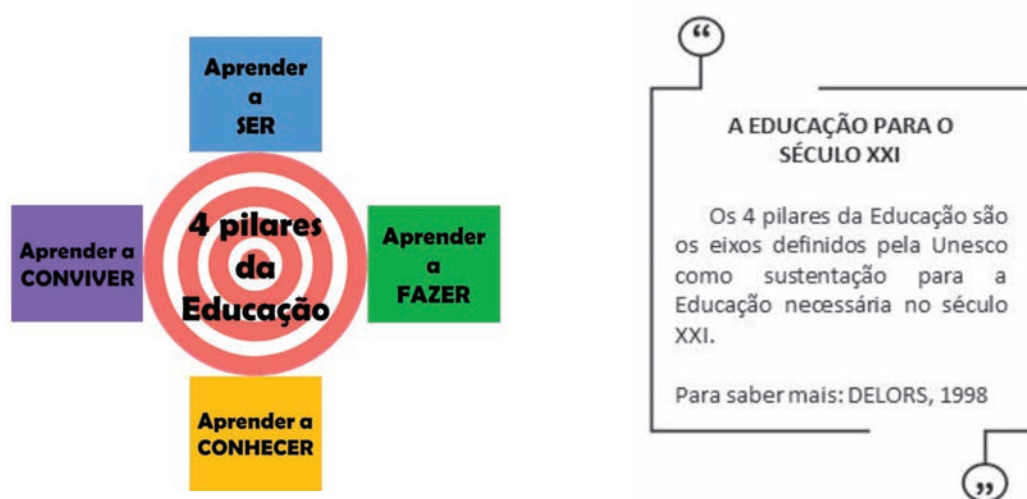 Aprender
a
SER
Aprender a
CONVIVER
4 pilares
da
Educação
Aprender
a
FAZER
Aprender a
CONHECER
“
A EDUCAÇÃO PARA O
SÉCULO XXI
Os 4 pilares da Educação são
os eixos definidos pela Unesco
como sustentação para a
Educação necessária no século
XXI.
Para saber mais: DELORS, 1998
”